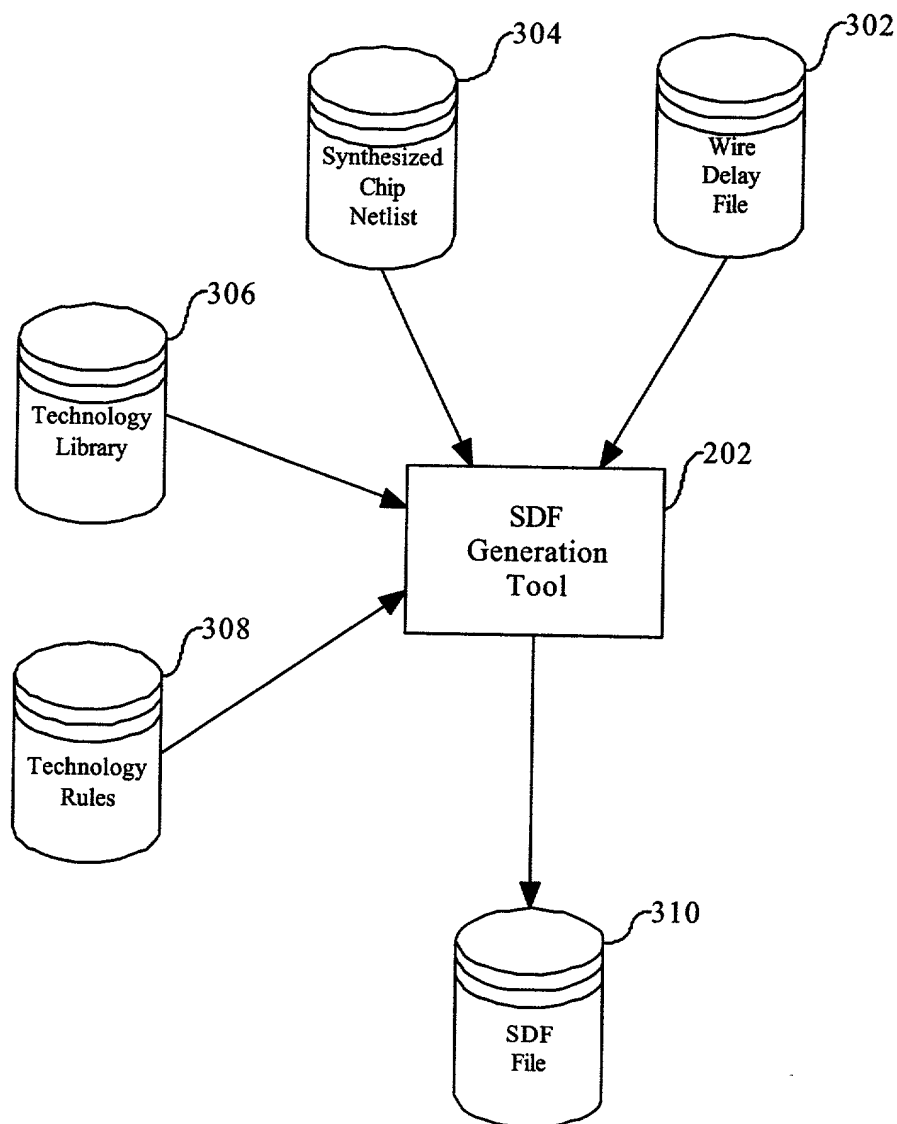 304
302
Synthesized
Chip
Netlist
Wire
Delay
File
306
Technology
Library
202
SDF
Generation
Tool
308
Technology
Rules
310
SDF
File